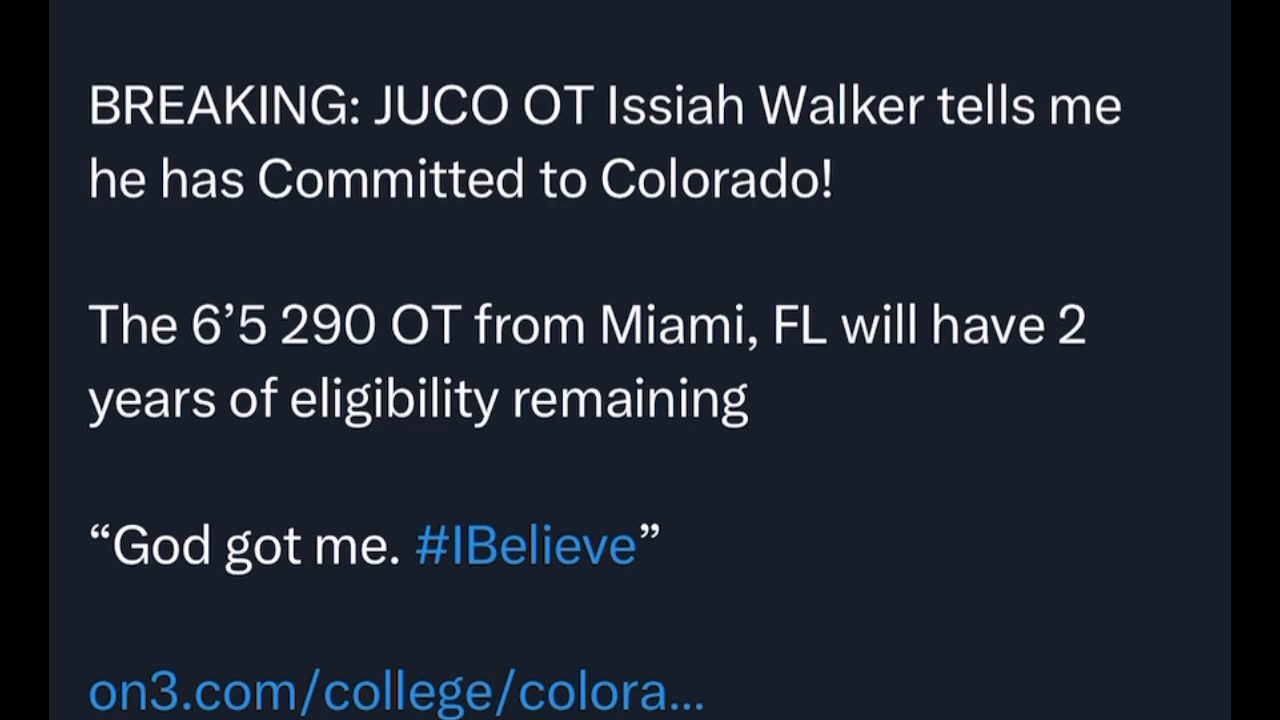 BREAKING: JUCO OT Issiah Walker tells me
he has Committed to Colorado!
The 6’5 290 OT from Miami, FL will have 2
years of eligibility remaining
“God got me. #IBelieve”
on3.com/college/colora...